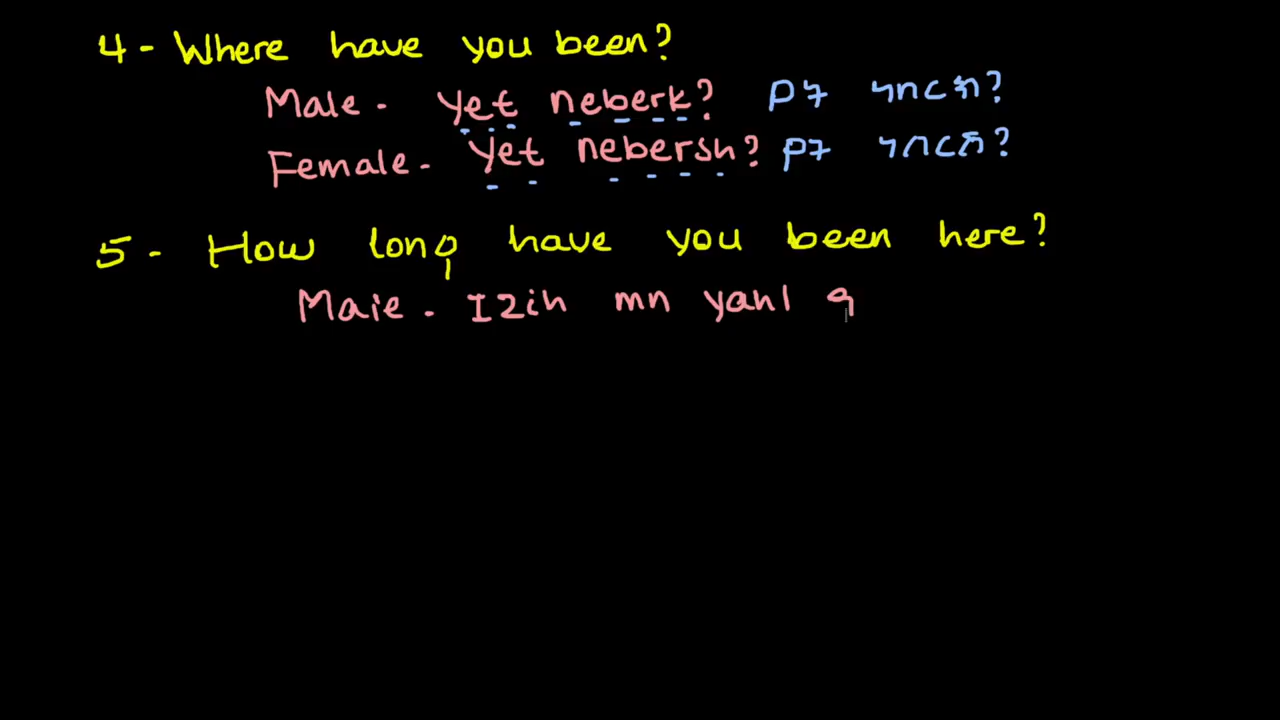 4 - Where have you been?
Male - Yet neberk? የት ነበርክ?
Female - Yet nebersh? የት ነበርሽ?
5 - How long have you been here?
Male - Izih mn yahl